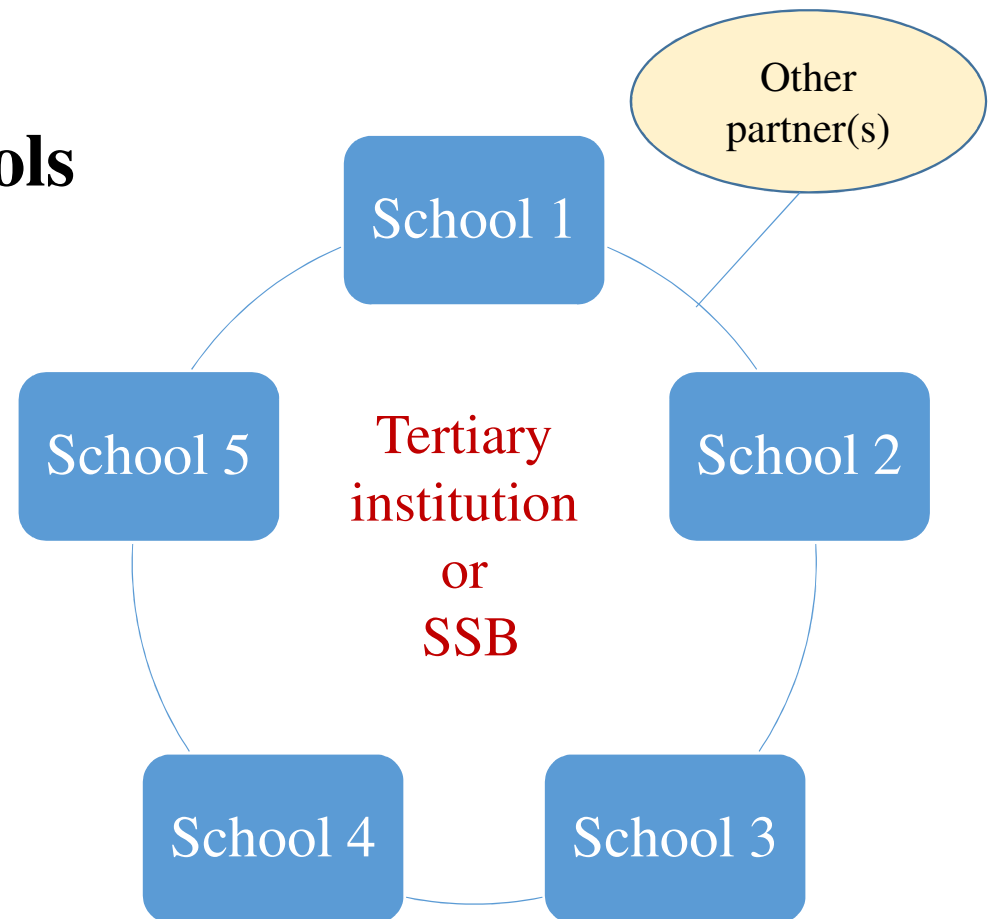 Other
partner(s)
ols
School 1
School 5
Tertiary
institution
or
SSB
School 2
School 4
School 3